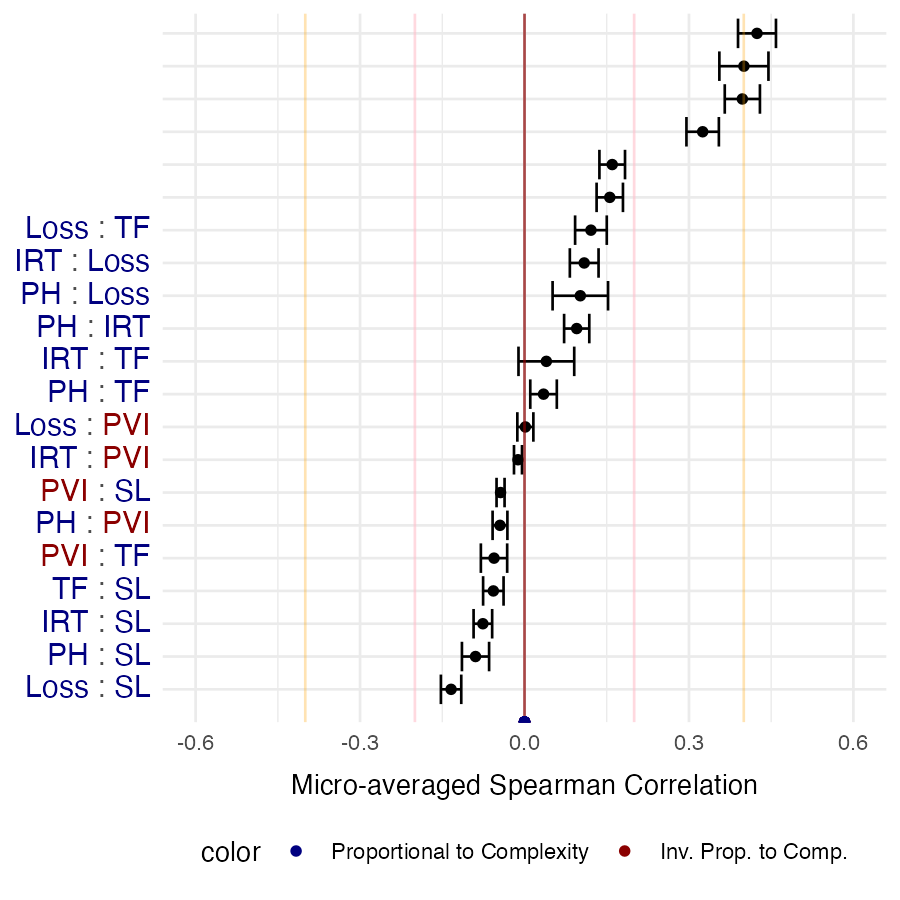 Loss : TF
IRT : Loss
PH : Loss
PH : IRT
IRT : TF
PH : TF
Loss : PVI
IRT : PVI
PVI : SL
PH : PVI
PVI : TF
TF : SL
IRT : SL
PH : SL
Loss : SL
-0.6 -0.3 0.0 0.3 0.6
Micro-averaged Spearman Correlation
color Proportional to Complexity Inv. Prop. to Comp.